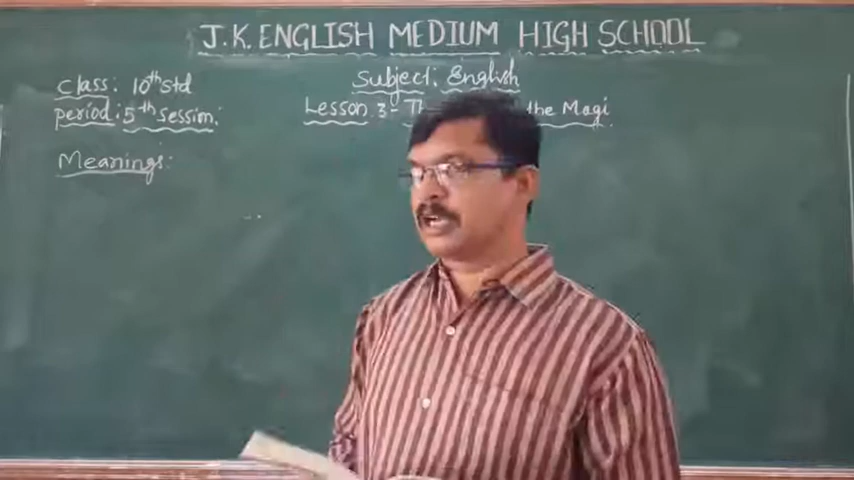 J.K. ENGLISH MEDIUM HIGH SCHOOL
Class: 10th Std
Subject: English
Period: 5th Session:
Lesson: 3- the Magi
Meanings: